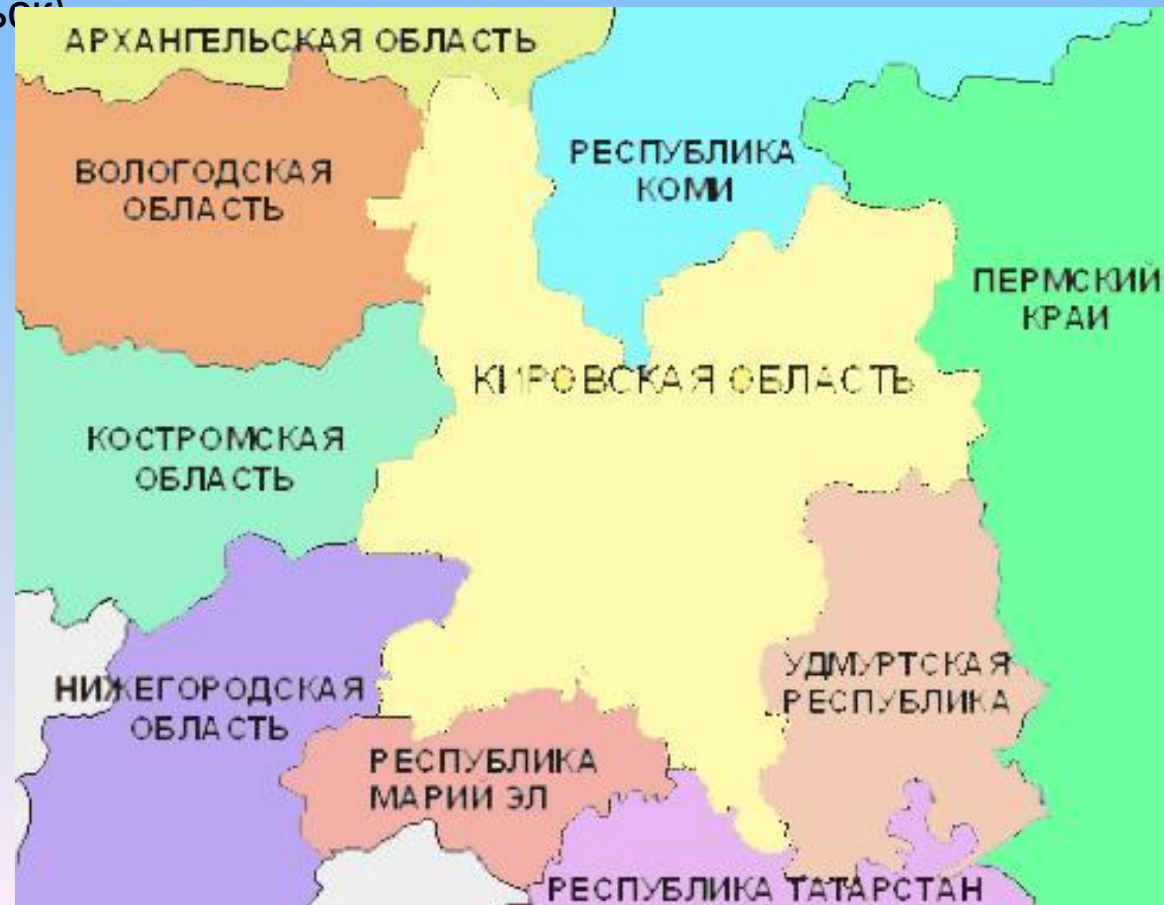 АРХАНГЕЛЬСКАЯ ОБЛАСТЬ
ВОЛОГОДСКАЯ
ОБЛАСТЬ
РЕСПУБЛИКА
КОМИ
ПЕРМСКИЙ
КРАЙ
КИРОВСКАЯ ОБЛАСТЬ
КОСТРОМСКАЯ
ОБЛАСТЬ
НИЖЕГОРОДСКАЯ
ОБЛАСТЬ
УДМУРТСКАЯ
РЕСПУБЛИКА
РЕСПУБЛИКА
МАРИЙ ЭЛ
РЕСПУБЛИКА ТАТАРСТАН